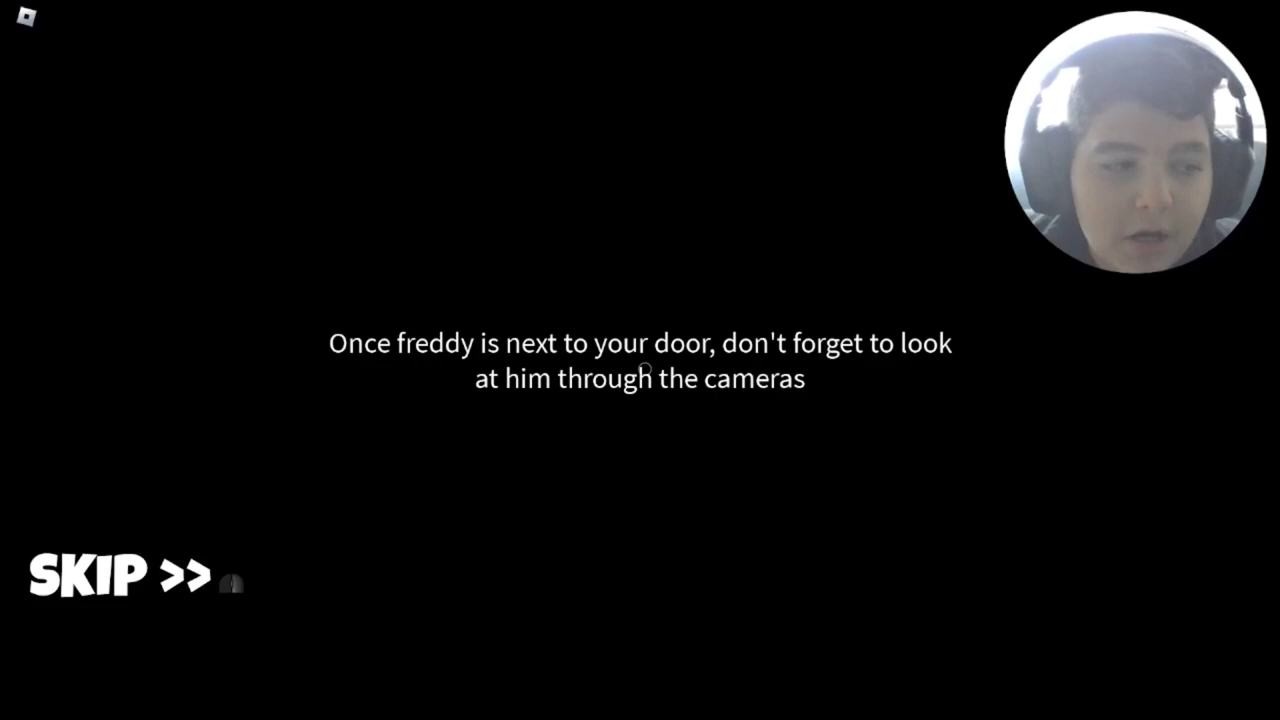 Once freddy is next to your door, don't forget to look
at him through the cameras
SKIP >>